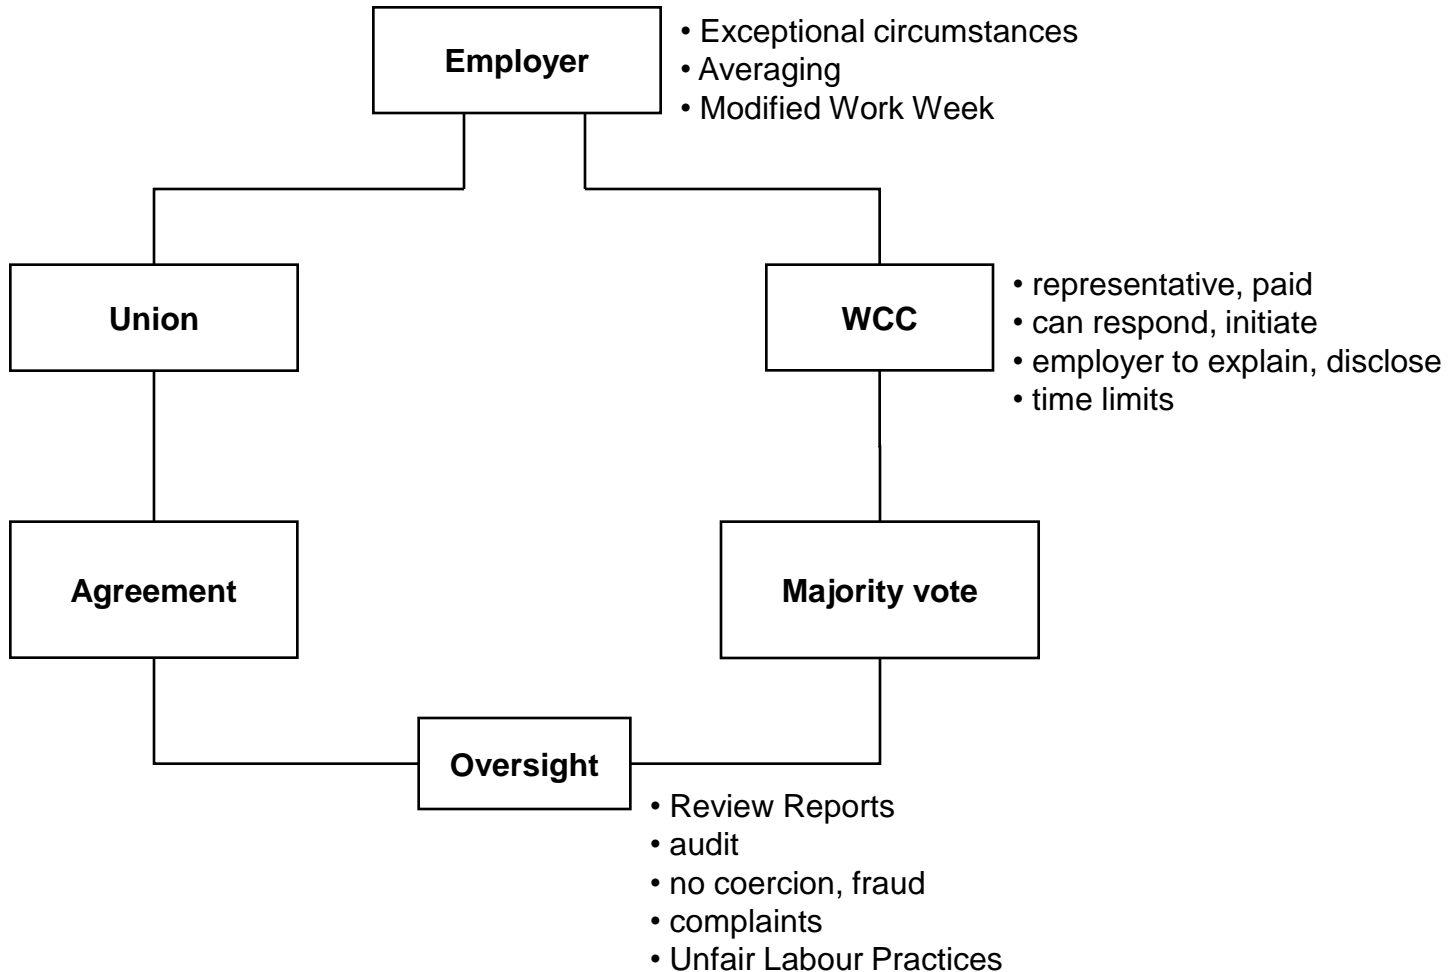 Employer
• Exceptional circumstances
• Averaging
• Modified Work Week
Union
WCC
• representative, paid
• can respond, initiate
• employer to explain, disclose
• time limits
Agreement
Majority vote
Oversight
• Review Reports
• audit
• no coercion, fraud
• complaints
• Unfair Labour Practices